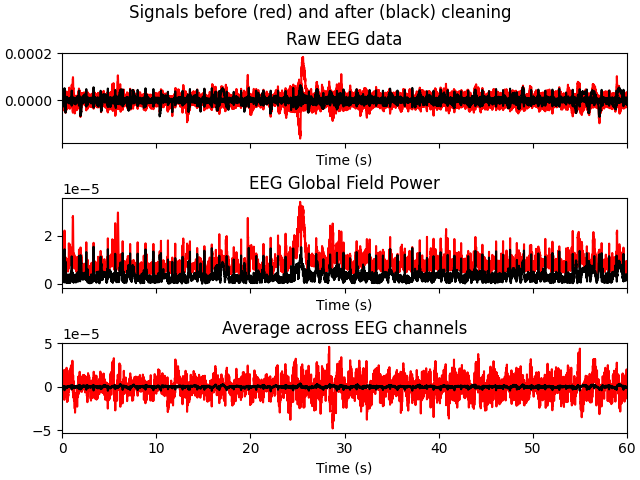 Signals before (red) and after (black) cleaning
Raw EEG data
0.0002
0.0000
Time (s)
EEG Global Field Power
1e−5
2
0
Time (s)
Average across EEG channels
1e−5
5
0
−5
0 10 20 30 40 50 60
Time (s)